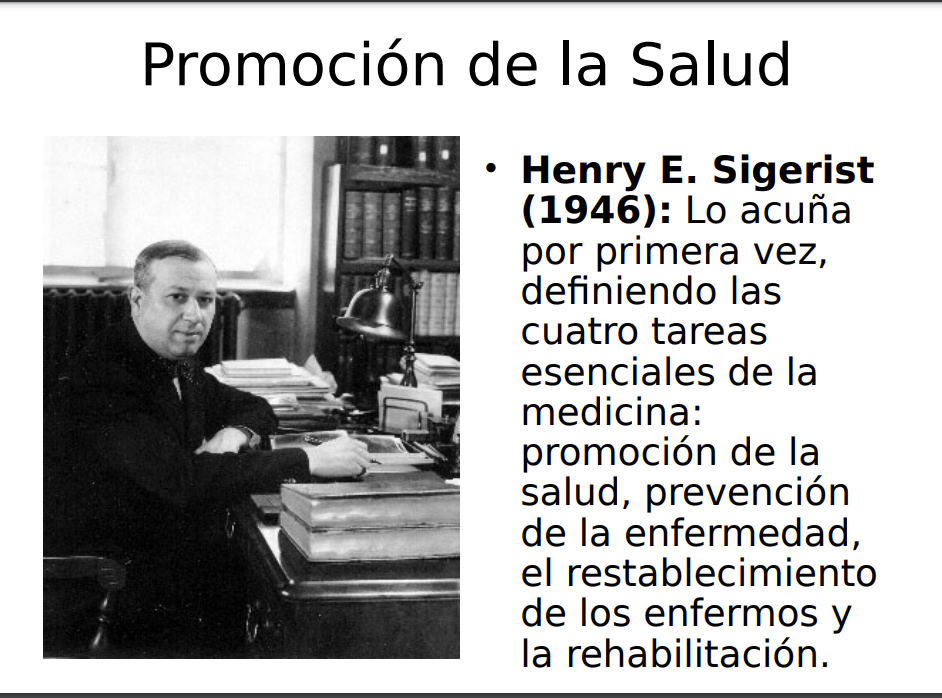 Promoción de la Salud
• Henry E. Sigerist
(1946): Lo acuña
por primera vez,
definiendo las
cuatro tareas
esenciales de la
medicina:
promoción de la
salud, prevención
de la enfermedad,
el restablecimiento
de los enfermos y
la rehabilitación.